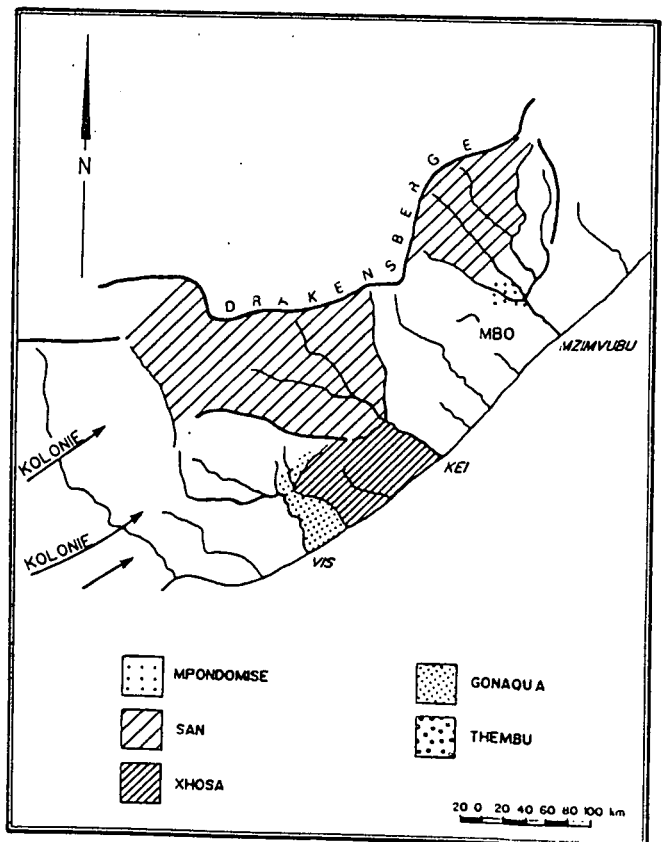 N
DRAKENSBERGE
MBO
MZIMVUBU
KOLONIE
KEI
KOLONIE
VIS
MPONDOMISE
GONAQUA
SAN
THEMBU
XHOSA
20 0 20 40 60 80 100 km